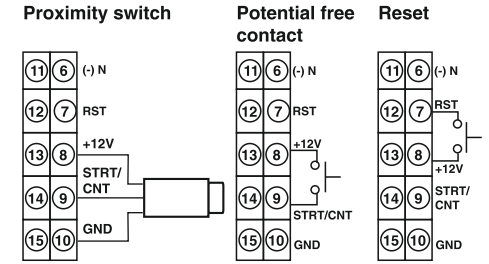 Proximity switch
11 6 (-) N
12 7 RST
13 8 +12V
14 9 STRT/
CNT
15 10 GND
Potential free
contact
11 6 (-) N
12 7 RST
13 8 +12V
14 9 STRT/CNT
15 10 GND
Reset
11 6 (-) N
12 7 RST
13 8 +12V
14 9 STRT/
CNT
15 10 GND